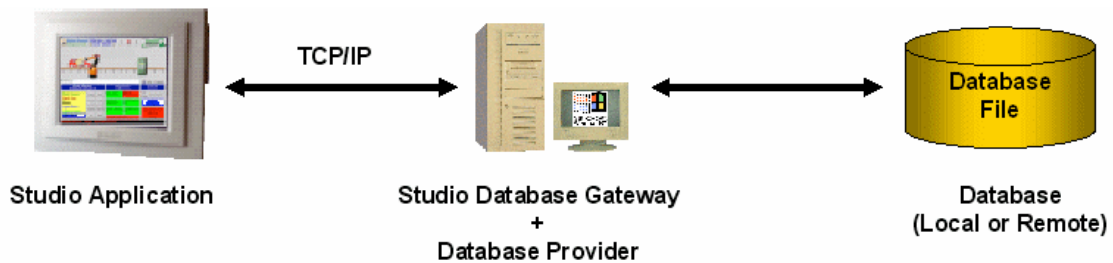 TCP/IP
Database
File
Studio Application
Studio Database Gateway
+
Database Provider
Database
(Local or Remote)